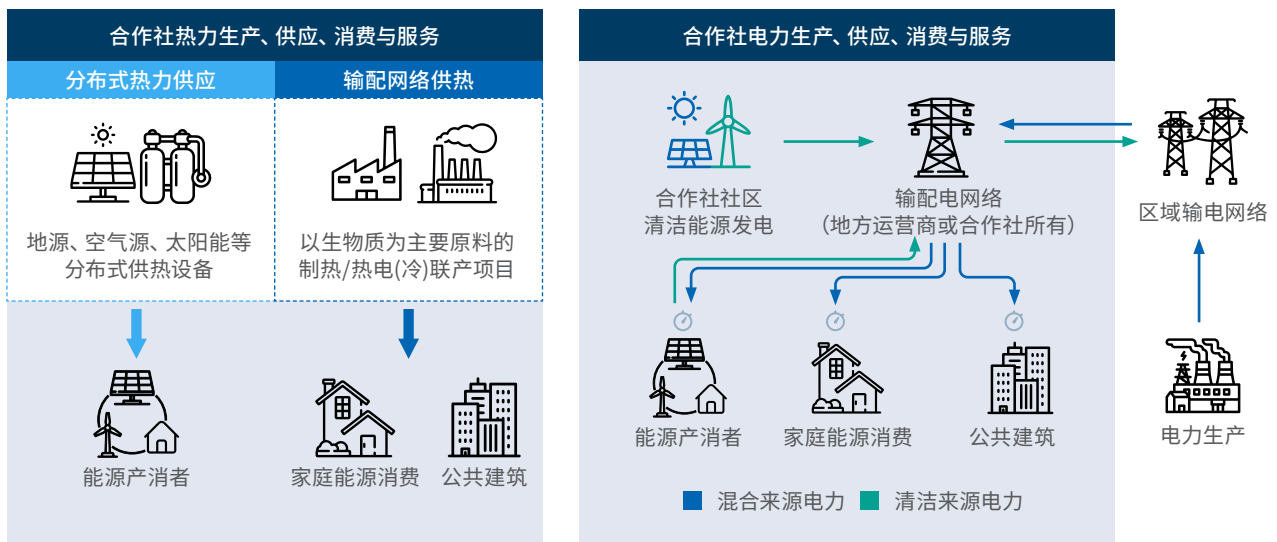 合作社热力生产、供应、消费与服务
分布式热力供应
输配网络供热
地源、空气源、太阳能等
分布式供热设备
以生物质为主要原料的
制热/热电(冷)联产项目
能源产消者
家庭能源消费
公共建筑
合作社电力生产、供应、消费与服务
合作社社区
清洁能源发电
输配电网络
（地方运营商或合作社所有）
区域输电网络
能源产消者
家庭能源消费
公共建筑
电力生产
混合来源电力
清洁来源电力